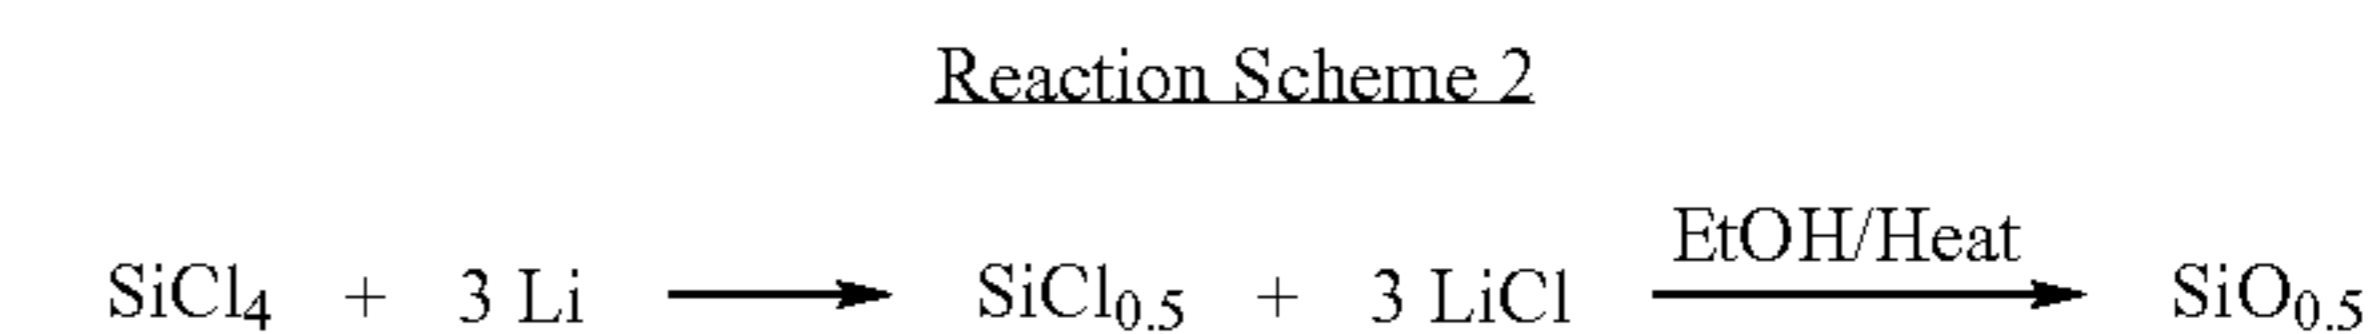 Reaction Scheme 2
EtOH/Heat
SiCl₄ + 3 Li → SiCl₀.₅ + 3 LiCl → SiO₀.₅